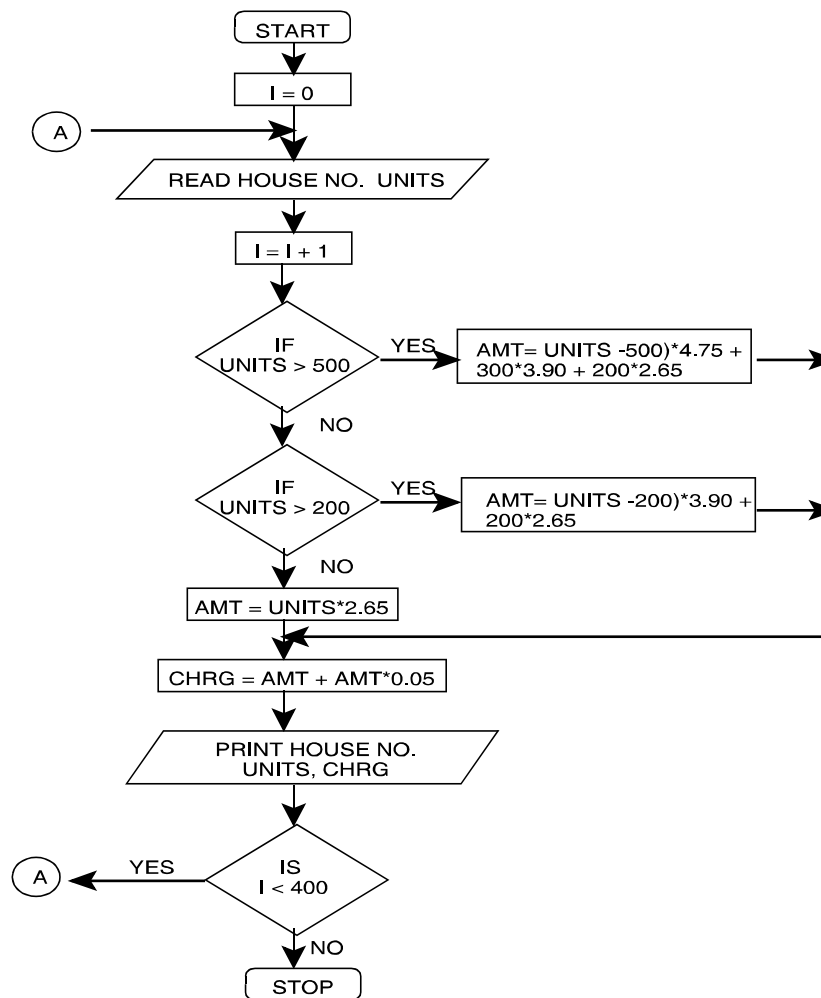 START
I = 0
A
READ HOUSE NO. UNITS
I = I + 1
IF
UNITS > 500
YES
AMT= UNITS -500)*4.75 +
300*3.90 + 200*2.65
NO
IF
UNITS > 200
YES
AMT= UNITS -200)*3.90 +
200*2.65
NO
AMT = UNITS*2.65
CHRG = AMT + AMT*0.05
PRINT HOUSE NO.
UNITS, CHRG
IS
I < 400
YES
A
NO
STOP